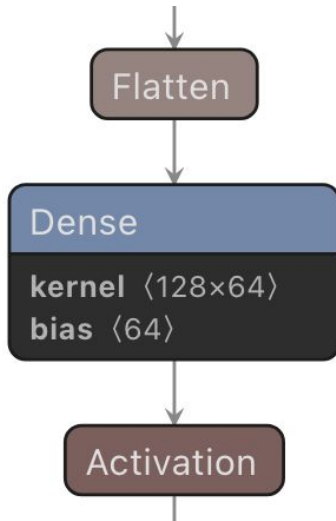 Flatten
Dense
kernel 〈128×64〉
bias 〈64〉
Activation